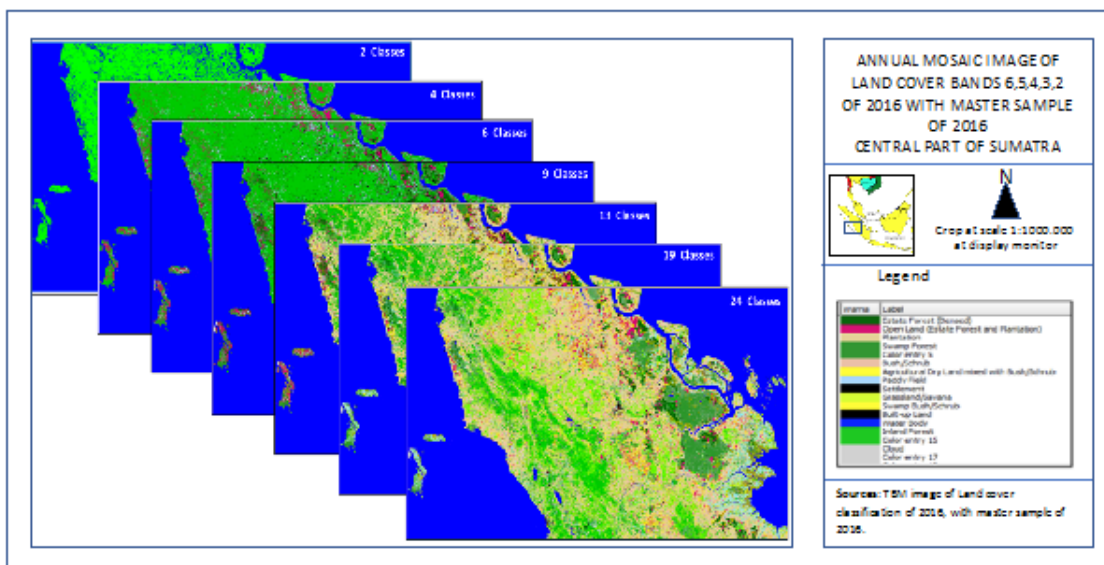 2 Classes
4 Classes
6 Classes
9 Classes
13 Classes
19 Classes
24 Classes
ANNUAL MOSAIC IMAGE OF
LAND COVER BANDS 6,5,4,3,2
OF 2016 WITH MASTER SAMPLE
OF 2016
CENTRAL PART OF SUMATRA
N
Crop at scale 1:1000.000
at display monitor
Legend
Label
Estate Forest (Densed)
Open Land (Estate Forest and Plantation)
Plantation
Swamp Forest
Color entry 5
Bush/Schrub
Agricultural Dry Land mixed with Bush/Schrub
Paddy Field
Settlement
Grassland/Savana
Swamp Bush/Schrub
Built-up Land
Water Body
Inland Forest
Color entry 15
Cloud
Color entry 17
Sources: TBM image of Land cover
classification of 2016, with master sample of
2016.